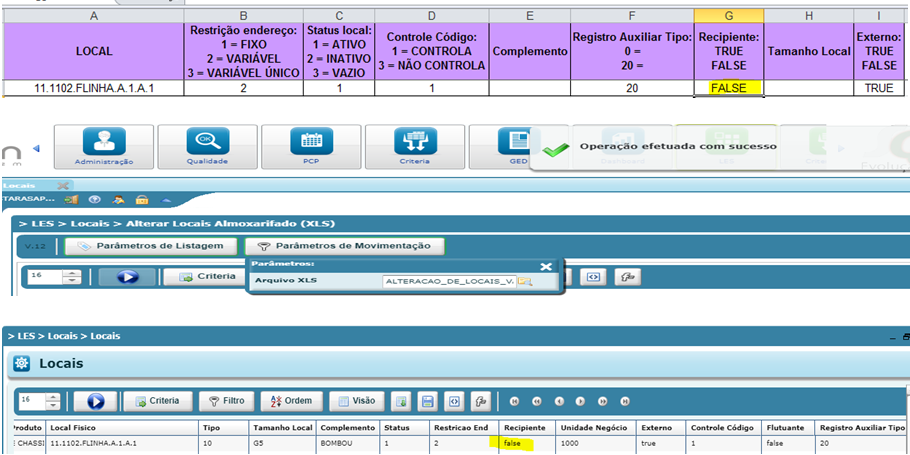 A B C D E F G H I
LOCAL
Restrição endereço:
1 = FIXO
2 = VARIÁVEL
3 = VARIÁVEL ÚNICO
Status local:
1 = ATIVO
2 = INATIVO
3 = VAZIO
Controle Código:
1 = CONTROLA
3 = NÃO CONTROLA
Complemento
Registro Auxiliar Tipo:
0 =
20 =
Recipiente:
TRUE
FALSE
Tamanho Local
Externo:
TRUE
FALSE
11.1102.FLINHA.A.1.A.1 2 1 1 20 FALSE TRUE
Administração Qualidade PCP Criteria GED
Operação efetuada com sucesso
Locais
TARASAP...
> LES > Locais > Alterar Locais Almoxarifado (XLS)
V.12 Parâmetros de Listagem Parâmetros de Movimentação
16 Criteria
Parâmetros:
Arquivo XLS ALTERACAO_DE_LOCAIS_V.
> LES > Locais > Locais
Locais
16 Criteria Filtro Ordem Visão
roduto Local Fisico Tipo Tamanho Local Complemento Status Restricao End Recipiente Unidade Negócio Externo Controle Código Flutuante Registro Auxiliar Tipo
CHASSI 11.1102.FLINHA.A.1.A.1 10 G5 BOMBOU 1 2 false 1000 true 1 false 20